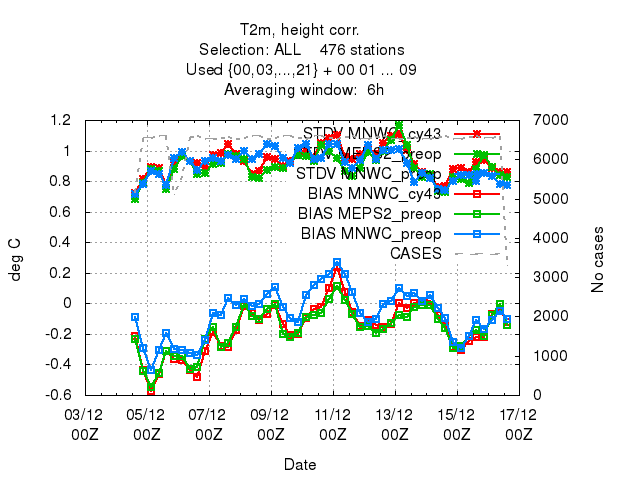 T2m, height corr.
Selection: ALL 476 stations
Used {00,03,...,21} + 00 01 ... 09
Averaging window: 6h
1.2
1
0.8
0.6
0.4
0.2
0
-0.2
-0.4
-0.6
deg C
7000
6000
5000
4000
3000
2000
1000
0
No cases
STDV MNWC_cy43
STDV MEPS2_preop
STDV MNWC_preop
BIAS MNWC_cy43
BIAS MEPS2_preop
BIAS MNWC_preop
CASES
03/12 05/12 07/12 09/12 11/12 13/12 15/12 17/12
00Z 00Z 00Z 00Z 00Z 00Z 00Z 00Z
Date